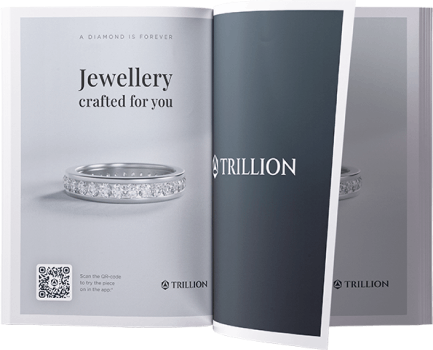 A DIAMOND IS FOREVER
Jewellery
crafted for you
Scan the QR-code
to try the piece
on in the app.*
TRILLION
TRILLION
TRILLION